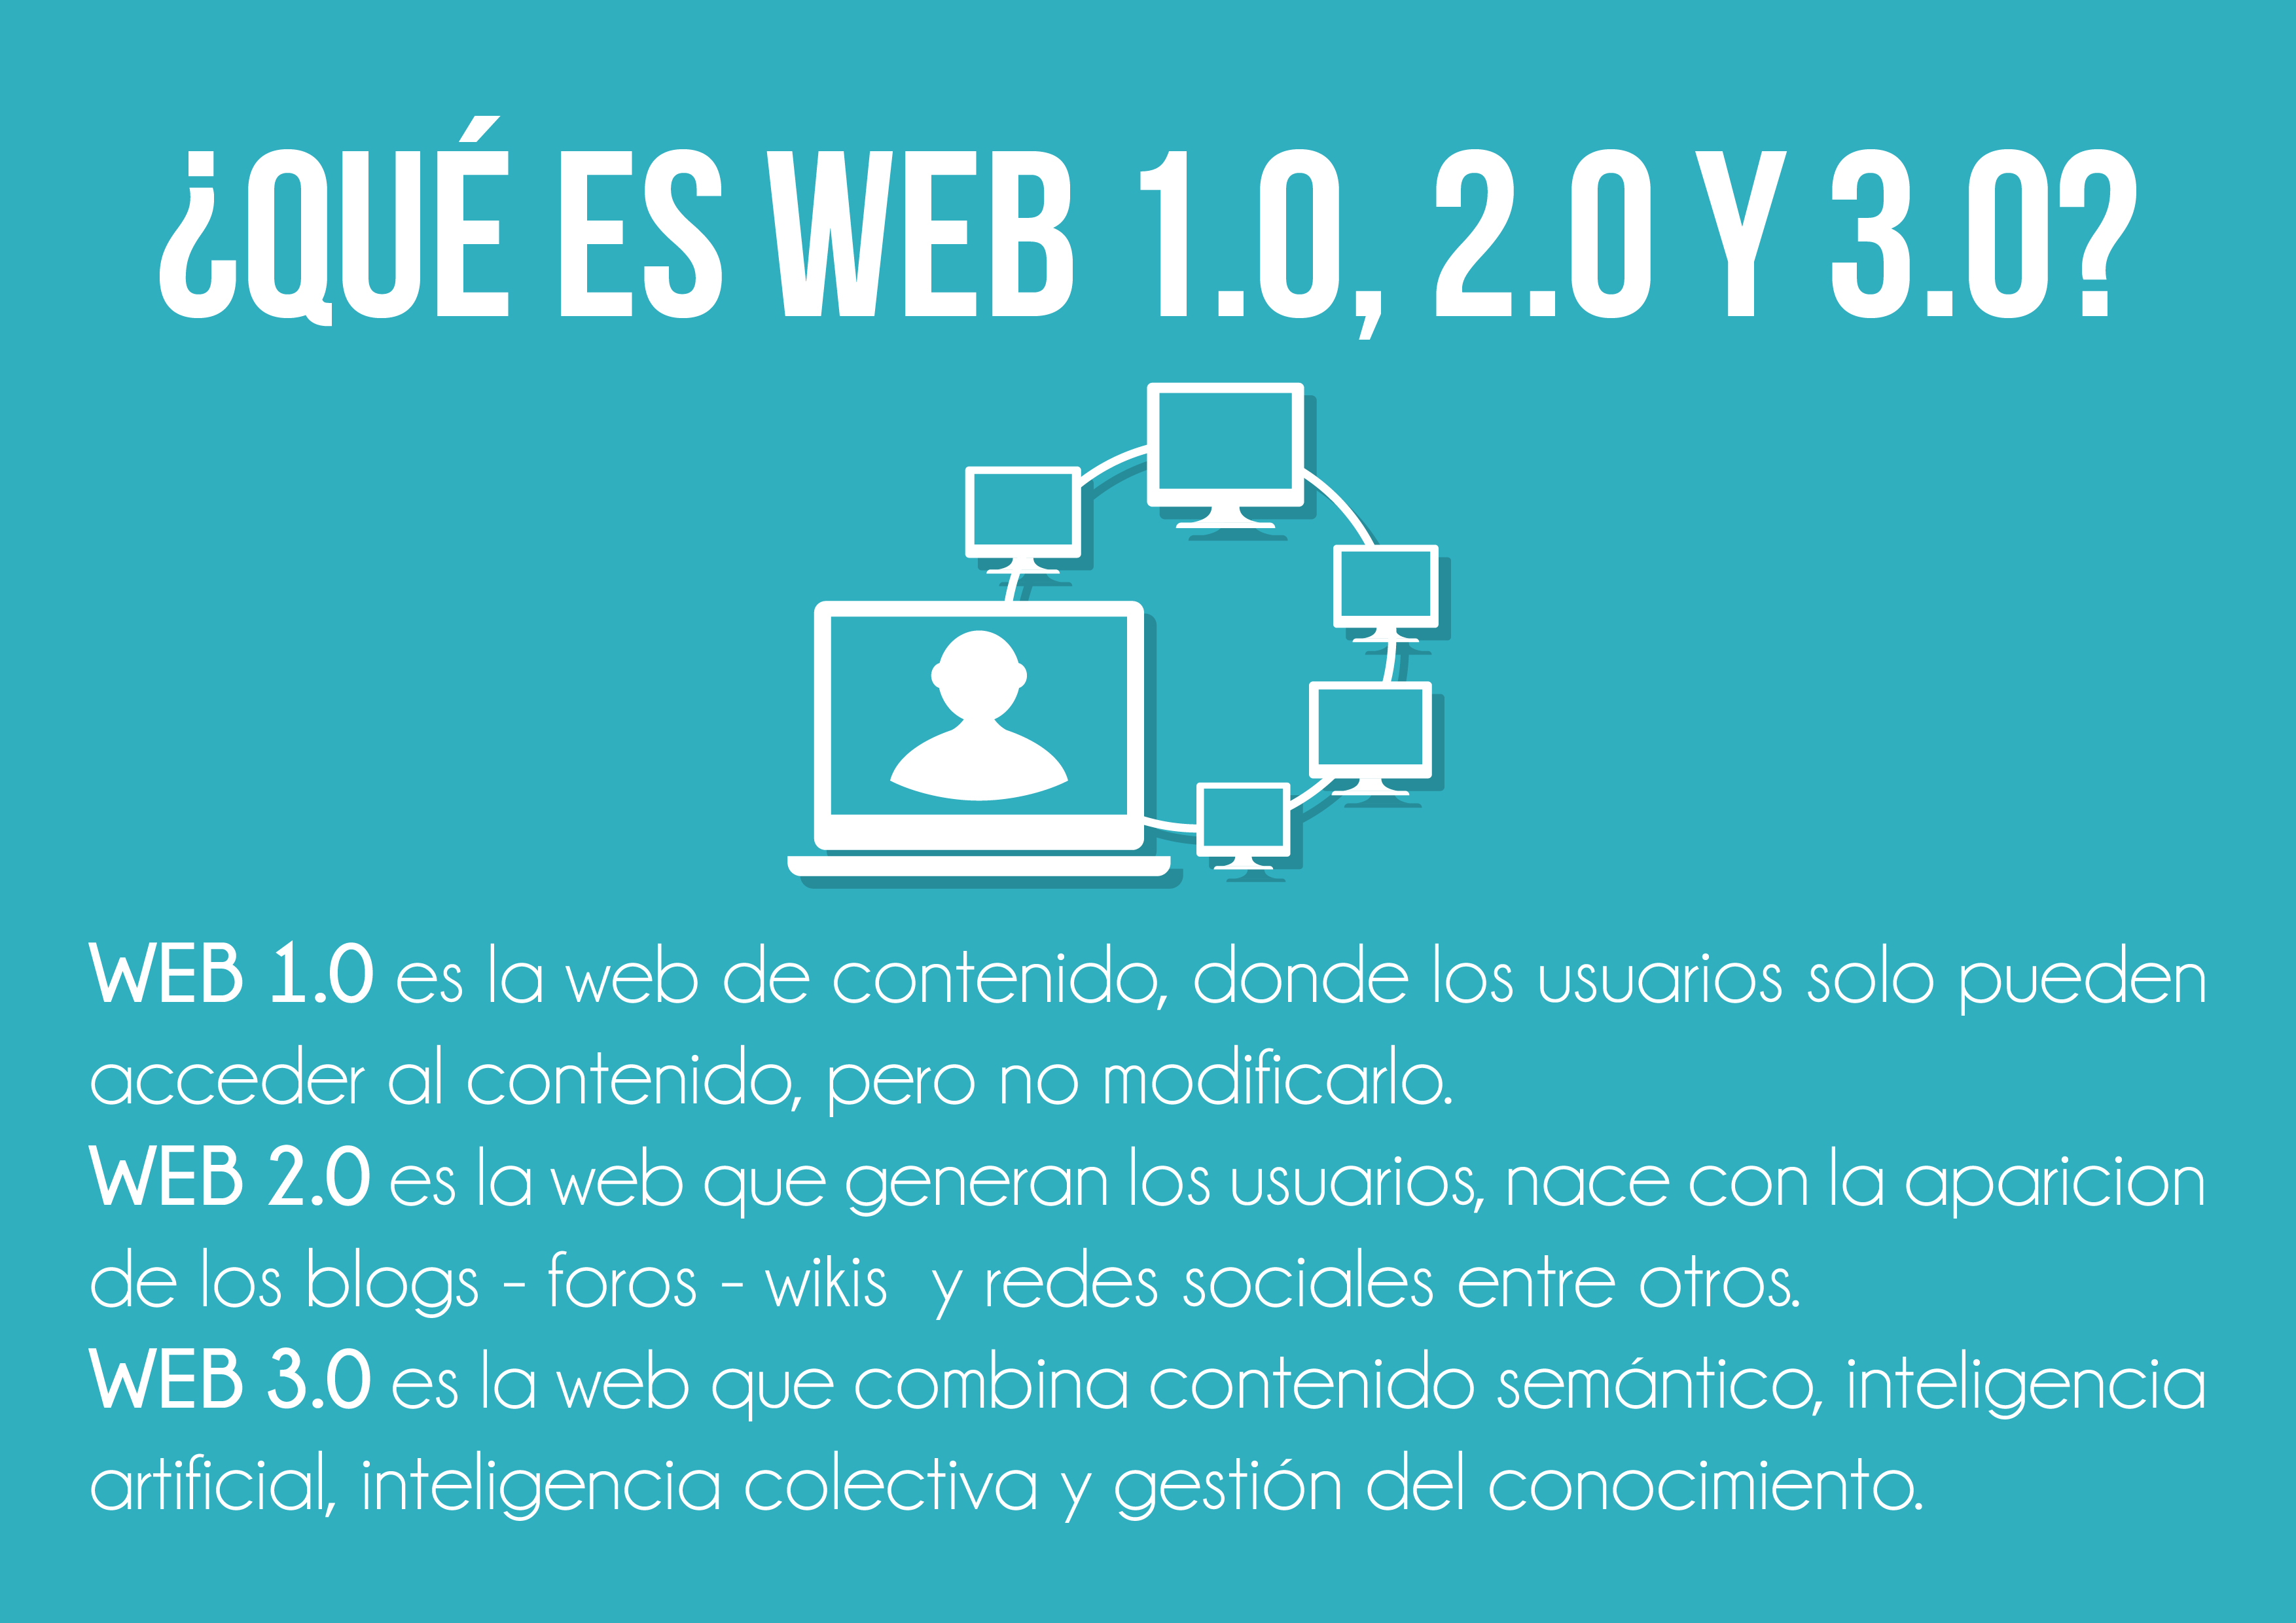 ¿QUÉ ES WEB 1.0, 2.0 Y 3.0?
WEB 1.0 es la web de contenido, donde los usuarios solo pueden
acceder al contenido, pero no modificarlo.
WEB 2.0 es la web que generan los usuarios, nace con la aparicion
de los blogs - foros - wikis y redes sociales entre otros.
WEB 3.0 es la web que combina contenido semántico, inteligencia
artificial, inteligencia colectiva y gestión del conocimiento.